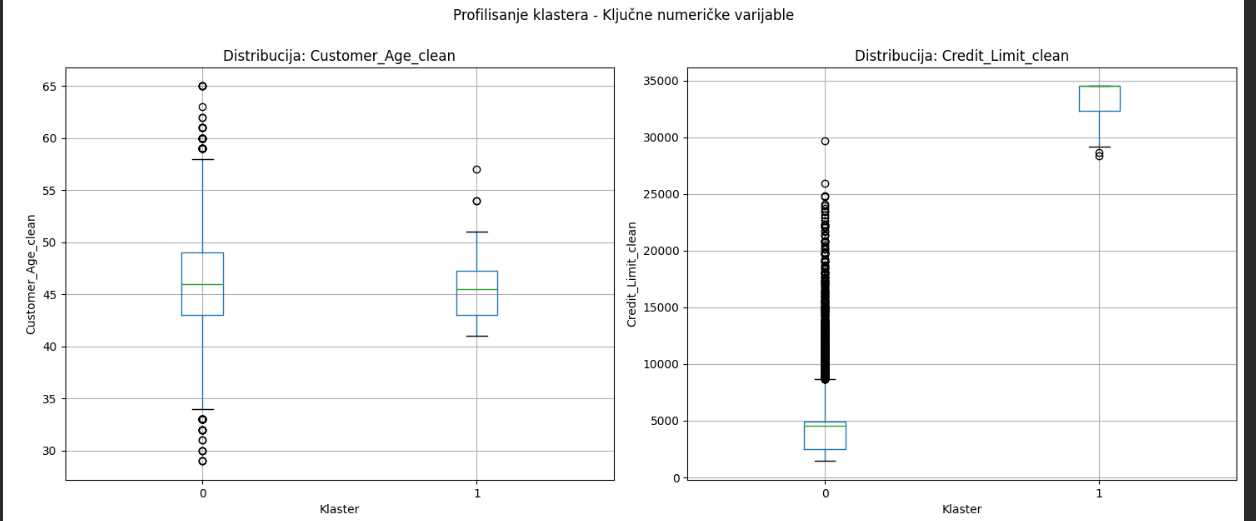 Profilisanje klastera - Ključne numeričke varijable
Distribucija: Customer_Age_clean
65
60
55
50
45
40
35
30
Customer_Age_clean
0
1
Klaster
Distribucija: Credit_Limit_clean
35000
30000
25000
20000
15000
10000
5000
0
Credit_Limit_clean
0
1
Klaster